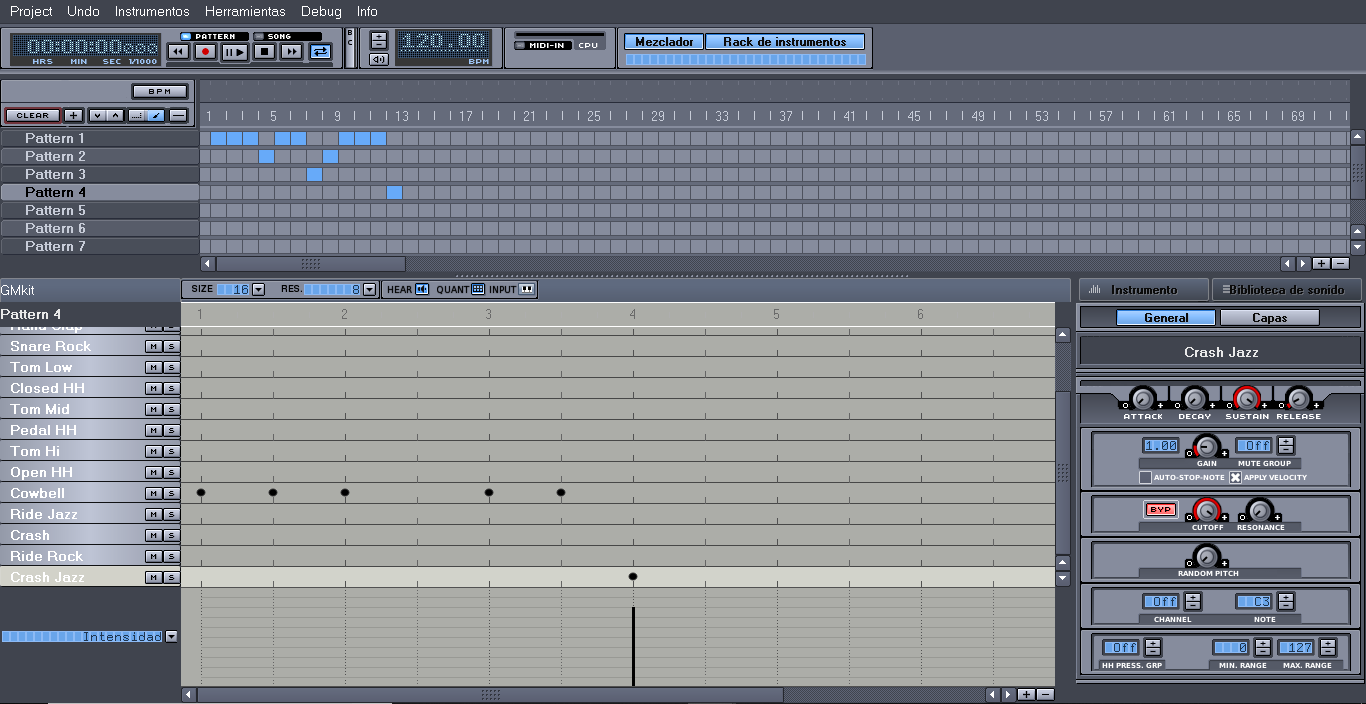 Project Undo Instrumentos Herramientas Debug Info
00:00:00000 PATTERN SONG
HRS MIN SEC 1/1000
B
C
120.00
BPM
MIDI-IN CPU
Mezclador Rack de instrumentos
BPM
CLEAR
1 5 9 13 17 21 25 29 33 37 41 45 49 53 57 61 65 69
Pattern 1
Pattern 2
Pattern 3
Pattern 4
Pattern 5
Pattern 6
Pattern 7
GMkit
SIZE 16 RES. 8 HEAR QUANT INPUT
Pattern 4
1 2 3 4 5 6
Hand Clap M S
Snare Rock M S
Tom Low M S
Closed HH M S
Tom Mid M S
Pedal HH M S
Tom Hi M S
Open HH M S
Cowbell M S
Ride Jazz M S
Crash M S
Ride Rock M S
Crash Jazz M S
Intensidad
Instrumento Biblioteca de sonido
General Capas
Crash Jazz
ATTACK DECAY SUSTAIN RELEASE
1.00 Off
GAIN MUTE GROUP
AUTO-STOP-NOTE APPLY VELOCITY
BYP
CUTOFF RESONANCE
RANDOM PITCH
Off C3
CHANNEL NOTE
Off 0 127
HH PRESS. GRP MIN. RANGE MAX. RANGE